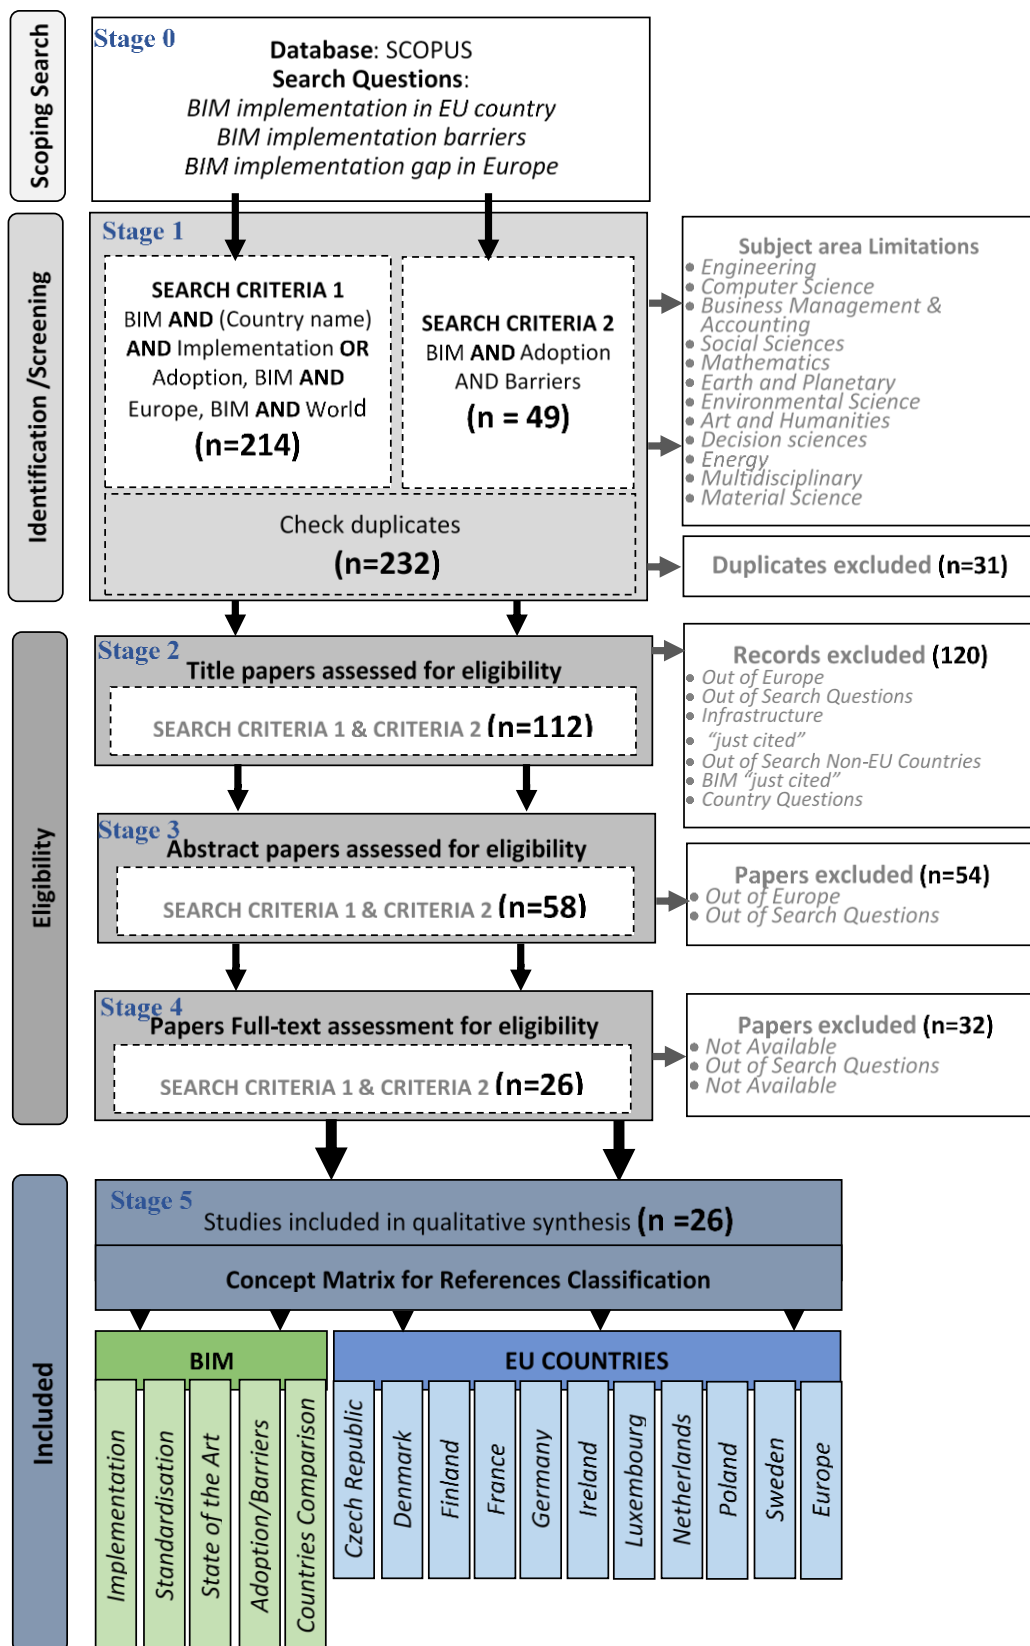 Scoping Search
Stage 0
Database: SCOPUS
Search Questions:
BIM implementation in EU country
BIM implementation barriers
BIM implementation gap in Europe
Identification /Screening
Stage 1
SEARCH CRITERIA 1
BIM AND (Country name)
AND Implementation OR
Adoption, BIM AND
Europe, BIM AND World
(n=214)
SEARCH CRITERIA 2
BIM AND Adoption
AND Barriers
(n = 49)
Check duplicates
(n=232)
Subject area Limitations
• Engineering
• Computer Science
• Business Management &
Accounting
• Social Sciences
• Mathematics
• Earth and Planetary
• Environmental Science
• Art and Humanities
• Decision sciences
• Energy
• Multidisciplinary
• Material Science
Duplicates excluded (n=31)
Eligibility
Stage 2
Title papers assessed for eligibility
SEARCH CRITERIA 1 & CRITERIA 2 (n=112)
Records excluded (120)
• Out of Europe
• Out of Search Questions
• Infrastructure
• “just cited”
• Out of Search Non-EU Countries
• BIM “just cited”
• Country Questions
Stage 3
Abstract papers assessed for eligibility
SEARCH CRITERIA 1 & CRITERIA 2 (n=58)
Papers excluded (n=54)
• Out of Europe
• Out of Search Questions
Stage 4
Papers Full-text assessment for eligibility
SEARCH CRITERIA 1 & CRITERIA 2 (n=26)
Papers excluded (n=32)
• Not Available
• Out of Search Questions
• Not Available
Included
Stage 5
Studies included in qualitative synthesis (n =26)
Concept Matrix for References Classification
BIM
Implementation
Standardisation
State of the Art
Adoption/Barriers
Countries Comparison
EU COUNTRIES
Czech Republic
Denmark
Finland
France
Germany
Ireland
Luxembourg
Netherlands
Poland
Sweden
Europe